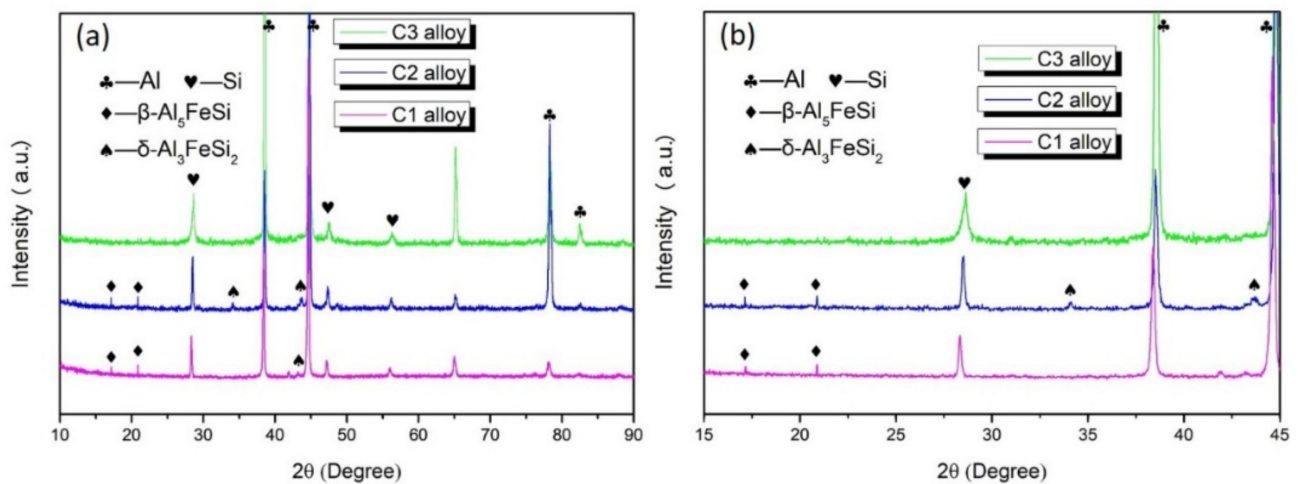 (a)
C3 alloy
C2 alloy
C1 alloy
♣—Al ♥—Si
♦—β-Al₅FeSi
♠—δ-Al₃FeSi₂
Intensity ( a.u.)
10 20 30 40 50 60 70 80 90
2θ (Degree)
(b)
C3 alloy
C2 alloy
C1 alloy
♣—Al ♥—Si
♦—β-Al₅FeSi
♠—δ-Al₃FeSi₂
Intensity ( a.u.)
15 20 25 30 35 40 45
2θ (Degree)